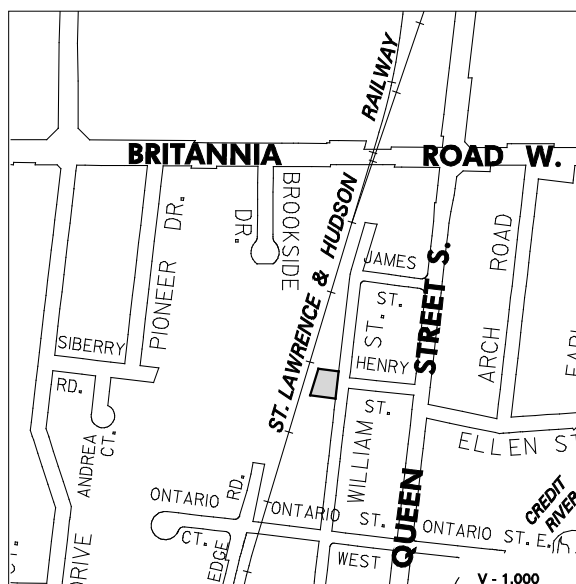 RAILWAY
BRITANNIA ROAD W.
BROOKSIDE
DR.
PIONEER DR.
ST. LAWRENCE & HUDSON
JAMES
ST.
ARCH ROAD
QUEEN STREET S.
SIBERRY
RD.
HENRY
ST.
WILLIAM ST.
ANDREA
CT.
ELLEN ST
CREDIT
RIVER
ONTARIO
CT.
RD.
EDGE
ONTARIO
ST.
ONTARIO ST. E.
WEST
DRIVE
V - 1,000